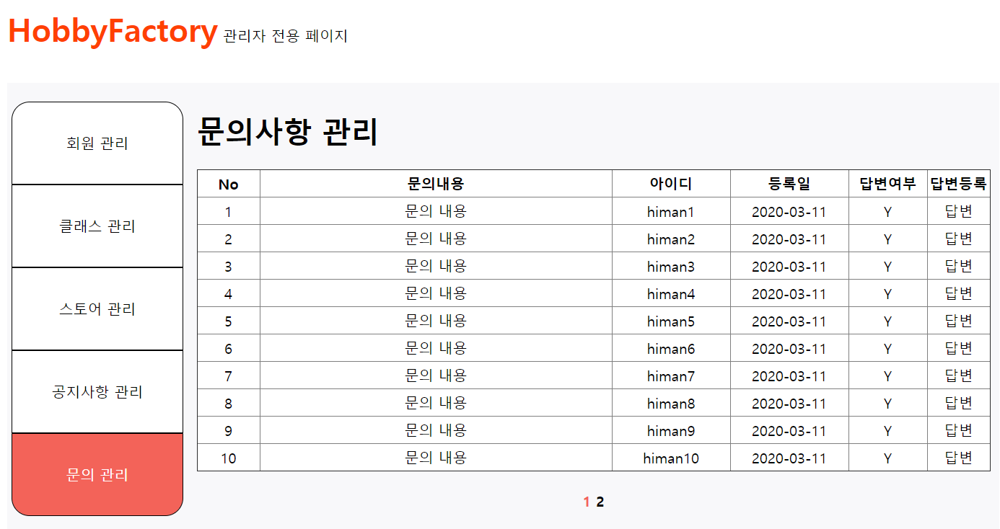 HobbyFactory 관리자 전용 페이지
회원 관리
클래스 관리
스토어 관리
공지사항 관리
문의 관리
문의사항 관리
No 문의내용 아이디 등록일 답변여부 답변등록
1 문의 내용 himan1 2020-03-11 Y 답변
2 문의 내용 himan2 2020-03-11 Y 답변
3 문의 내용 himan3 2020-03-11 Y 답변
4 문의 내용 himan4 2020-03-11 Y 답변
5 문의 내용 himan5 2020-03-11 Y 답변
6 문의 내용 himan6 2020-03-11 Y 답변
7 문의 내용 himan7 2020-03-11 Y 답변
8 문의 내용 himan8 2020-03-11 Y 답변
9 문의 내용 himan9 2020-03-11 Y 답변
10 문의 내용 himan10 2020-03-11 Y 답변
1 2